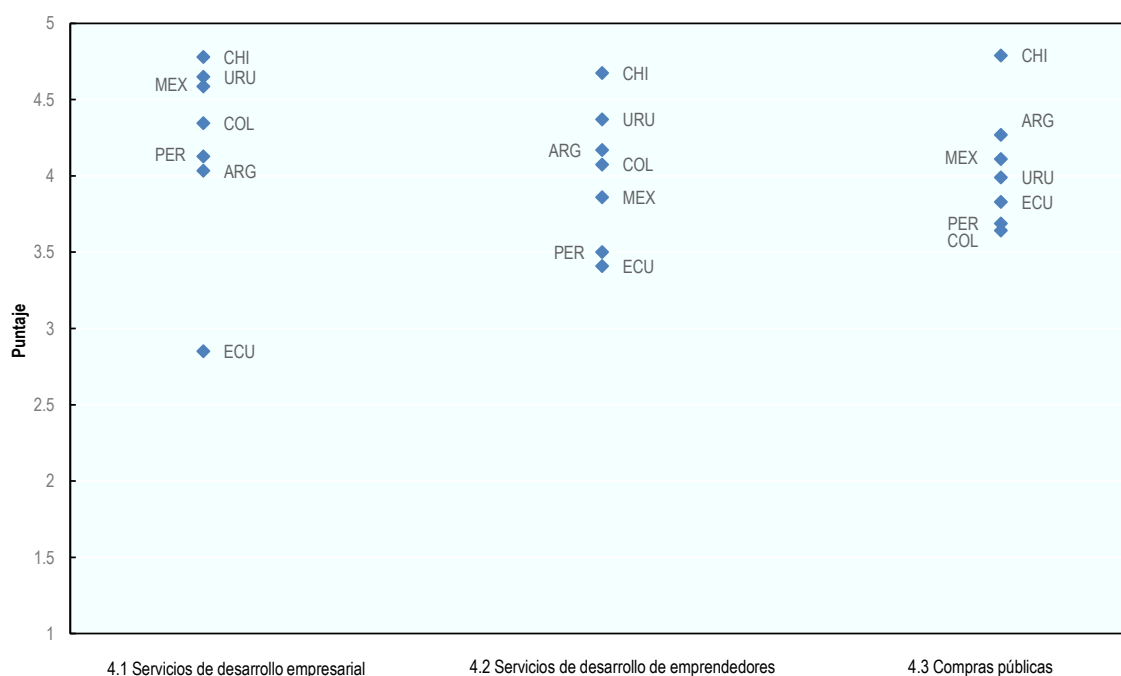 5
4.5
4
3.5
3
2.5
2
1.5
1
Puntaje
CHI
URU
MEX
COL
PER
ARG
ECU
CHI
URU
ARG
COL
MEX
PER
ECU
CHI
ARG
MEX
URU
ECU
PER
COL
4.1 Servicios de desarrollo empresarial
4.2 Servicios de desarrollo de emprendedores
4.3 Compras públicas